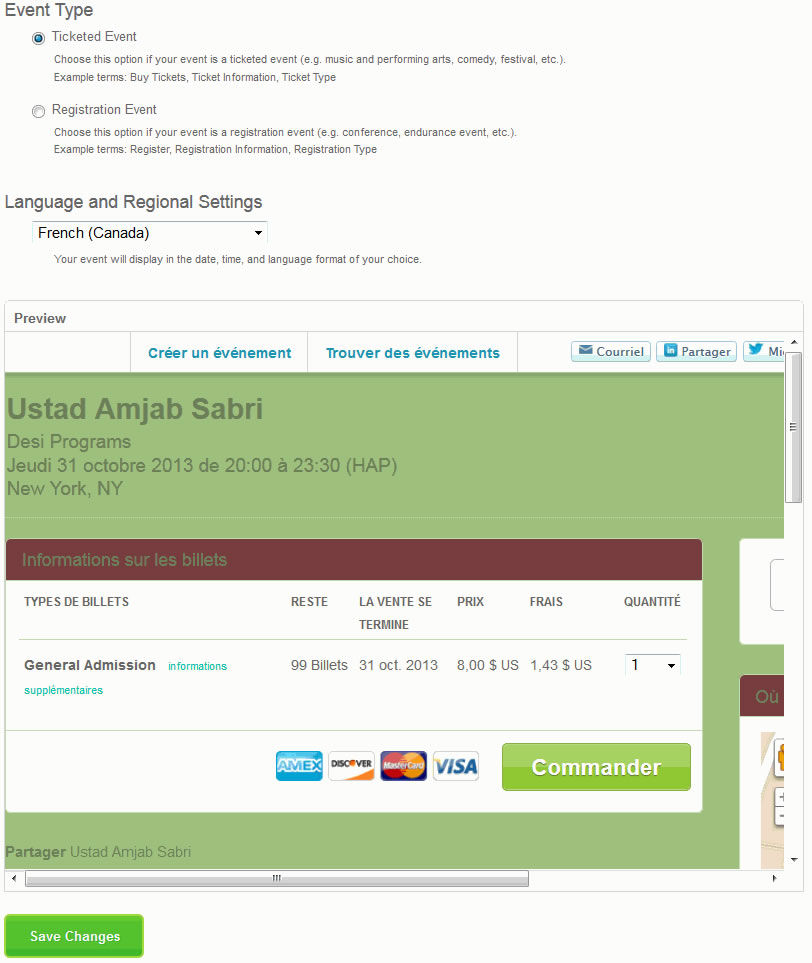 Event Type
Ticketed Event
Choose this option if your event is a ticketed event (e.g. music and performing arts, comedy, festival, etc.).
Example terms: Buy Tickets, Ticket Information, Ticket Type
Registration Event
Choose this option if your event is a registration event (e.g. conference, endurance event, etc.).
Example terms: Register, Registration Information, Registration Type
Language and Regional Settings
French (Canada)
Your event will display in the date, time, and language format of your choice.
Preview
Créer un événement Trouver des événements Courriel Partager
Ustad Amjab Sabri
Desi Programs
Jeudi 31 octobre 2013 de 20:00 à 23:30 (HAP)
New York, NY
Informations sur les billets
TYPES DE BILLETS RESTE LA VENTE SE PRIX FRAIS QUANTITÉ
TERMINE
General Admission informations 99 Billets 31 oct. 2013 8,00 $ US 1,43 $ US 1
supplémentaires
Où
AMEX DISCOVER MasterCard VISA Commander
Partager Ustad Amjab Sabri
Save Changes